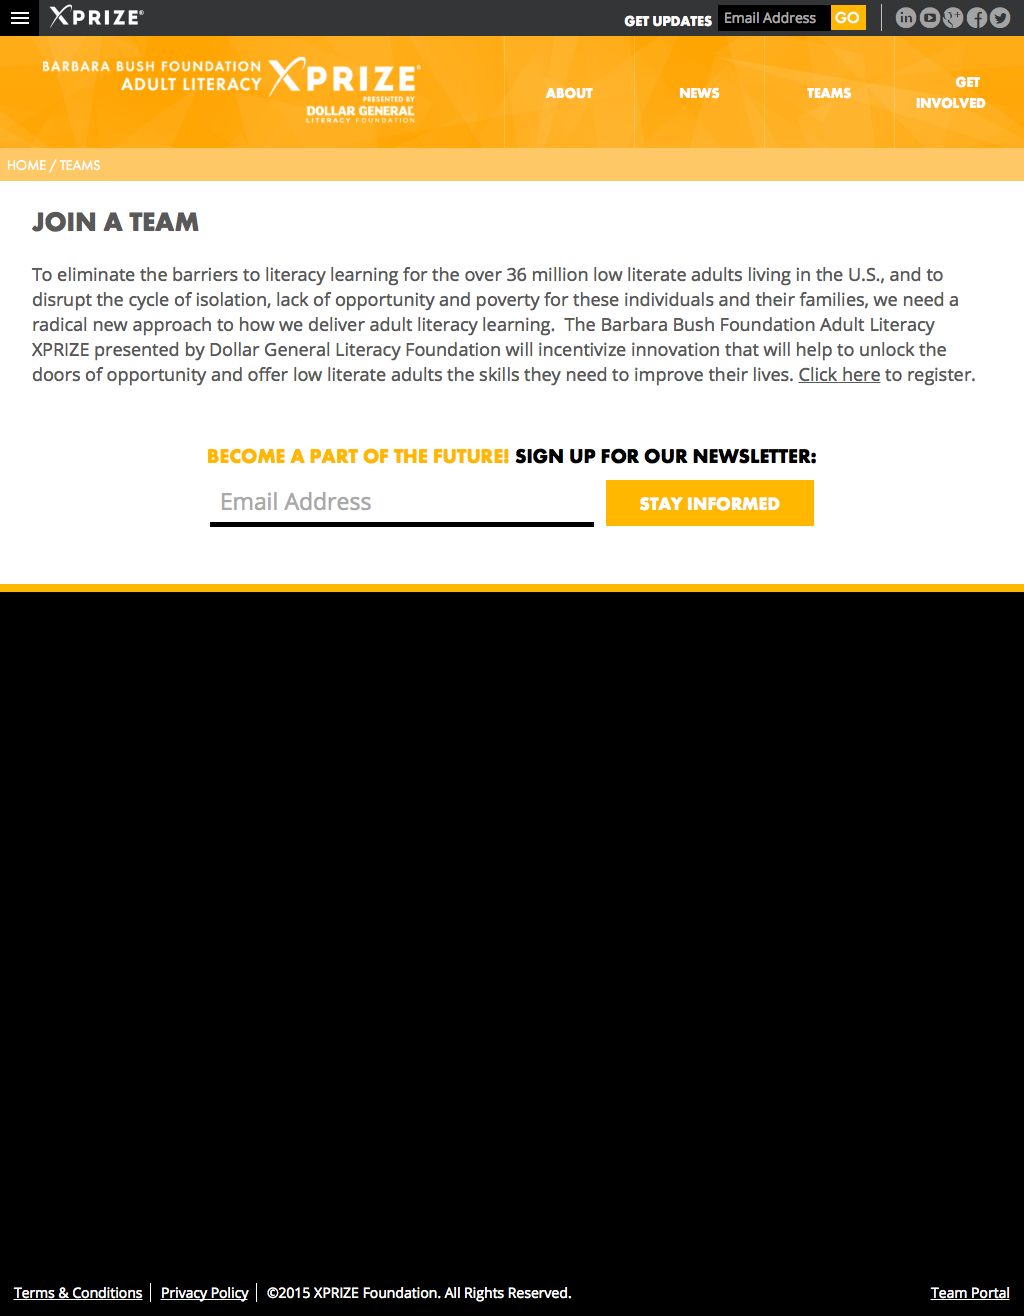 XPRIZE®
GET UPDATES Email Address GO
BARBARA BUSH FOUNDATION
ADULT LITERACY XPRIZE®
PRESENTED BY
DOLLAR GENERAL
LITERACY FOUNDATION
ABOUT
NEWS
TEAMS
GET
INVOLVED
HOME / TEAMS
JOIN A TEAM
To eliminate the barriers to literacy learning for the over 36 million low literate adults living in the U.S., and to
disrupt the cycle of isolation, lack of opportunity and poverty for these individuals and their families, we need a
radical new approach to how we deliver adult literacy learning.  The Barbara Bush Foundation Adult Literacy
XPRIZE presented by Dollar General Literacy Foundation will incentivize innovation that will help to unlock the
doors of opportunity and offer low literate adults the skills they need to improve their lives. Click here to register.
BECOME A PART OF THE FUTURE! SIGN UP FOR OUR NEWSLETTER:
Email Address
STAY INFORMED
Terms & Conditions
Privacy Policy
©2015 XPRIZE Foundation. All Rights Reserved.
Team Portal